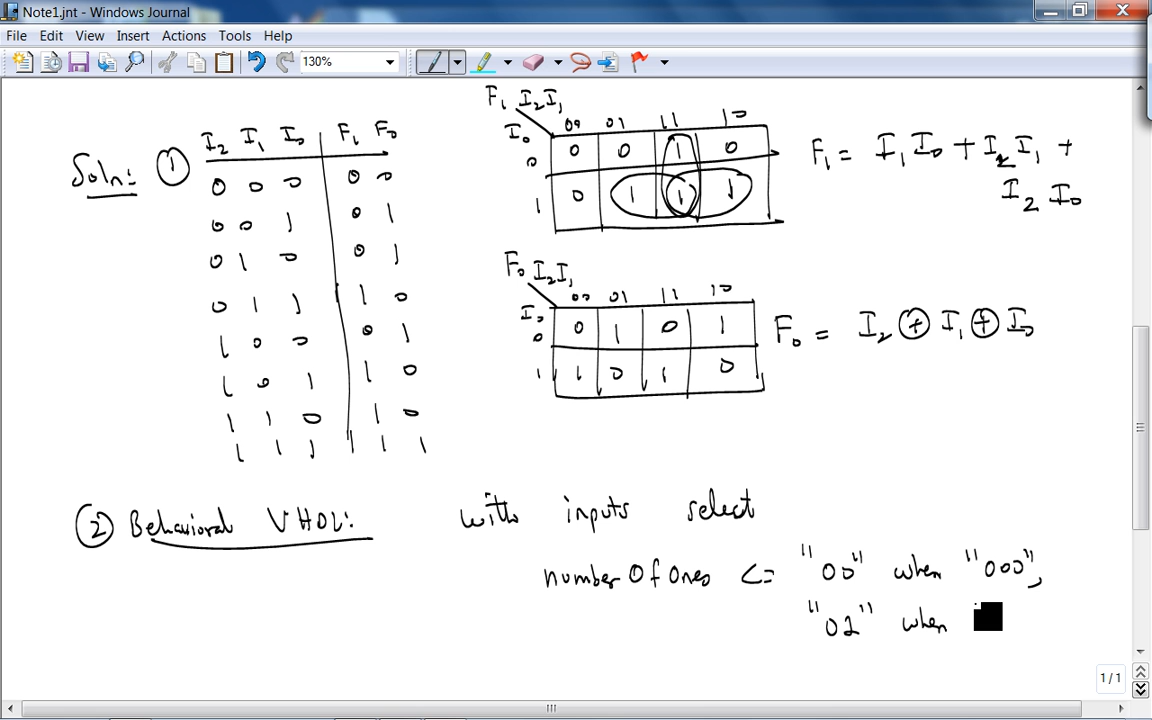 Note1.jnt - Windows Journal
File Edit View Insert Actions Tools Help
130%
Soln: ① I2 I1 I0 F1 F0
0 0 0 0 0
0 0 1 0 1
0 1 0 0 1
0 1 1 1 0
1 0 0 0 1
1 0 1 1 0
1 1 0 1 0
1 1 1 1 1
F1 I2I1
I0 00 01 11 10
0 0 0 1 0
1 0 1 1 1
F1 = I1 I0 + I2 I1 +
I2 I0
F0 I2I1
I0 00 01 11 10
0 0 1 0 1
1 1 0 1 0
F0 = I2 ⊕ I1 ⊕ I0
② Behavioral VHDL: with inputs select
numberOfOnes <= "00" when "000",
"01" when
1 / 1